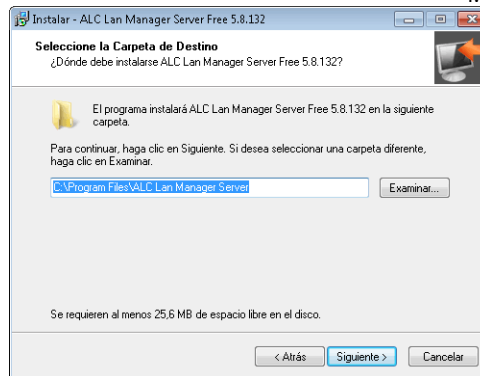 Instalar - ALC Lan Manager Server Free 5.8.132
Seleccione la Carpeta de Destino
¿Dónde debe instalarse ALC Lan Manager Server Free 5.8.132?
El programa instalará ALC Lan Manager Server Free 5.8.132 en la siguiente
carpeta.
Para continuar, haga clic en Siguiente. Si desea seleccionar una carpeta diferente,
haga clic en Examinar.
C:\Program Files\ALC Lan Manager Server
Examinar...
Se requieren al menos 25,6 MB de espacio libre en el disco.
< Atrás
Siguiente >
Cancelar